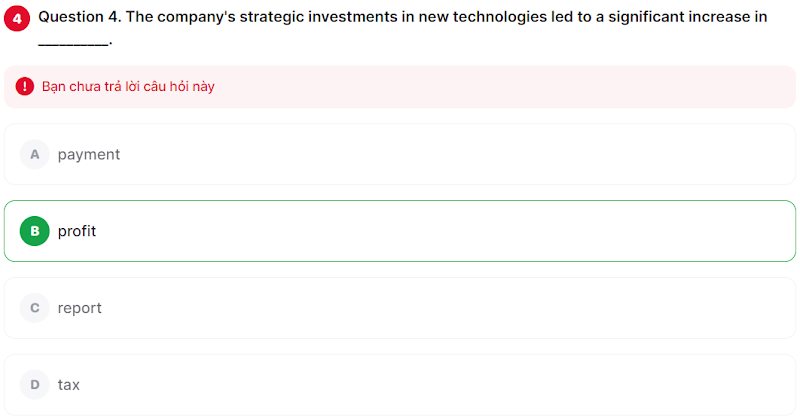 4 Question 4. The company's strategic investments in new technologies led to a significant increase in
__________.
! Bạn chưa trả lời câu hỏi này
A payment
B profit
C report
D tax